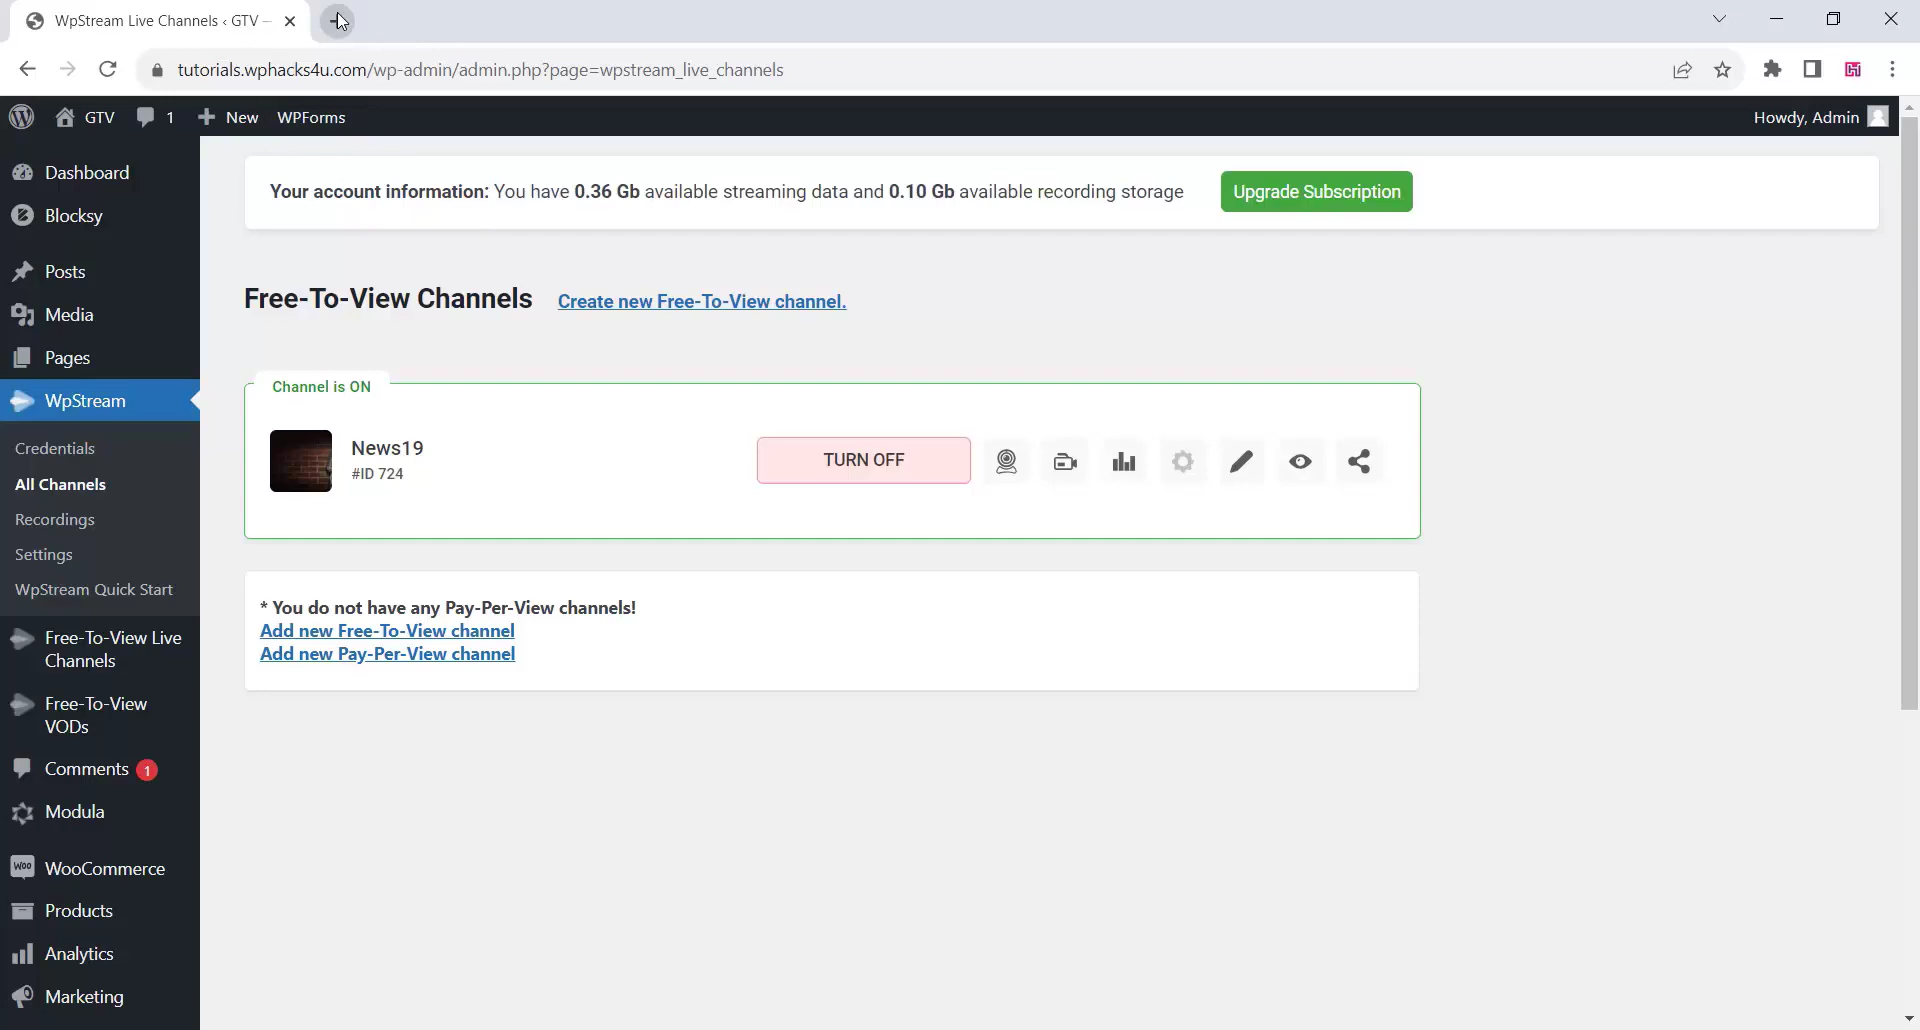 WpStream Live Channels ‹ GTV –
tutorials.wphacks4u.com/wp-admin/admin.php?page=wpstream_live_channels
GTV 1 New WPForms Howdy, Admin
Dashboard
Blocksy
Posts
Media
Pages
WpStream
Credentials
All Channels
Recordings
Settings
WpStream Quick Start
Free-To-View Live
Channels
Free-To-View
VODs
Comments 1
Modula
Woo WooCommerce
Products
Analytics
Marketing
Your account information: You have 0.36 Gb available streaming data and 0.10 Gb available recording storage Upgrade Subscription
Free-To-View Channels Create new Free-To-View channel.
Channel is ON
News19
#ID 724
TURN OFF
* You do not have any Pay-Per-View channels!
Add new Free-To-View channel
Add new Pay-Per-View channel